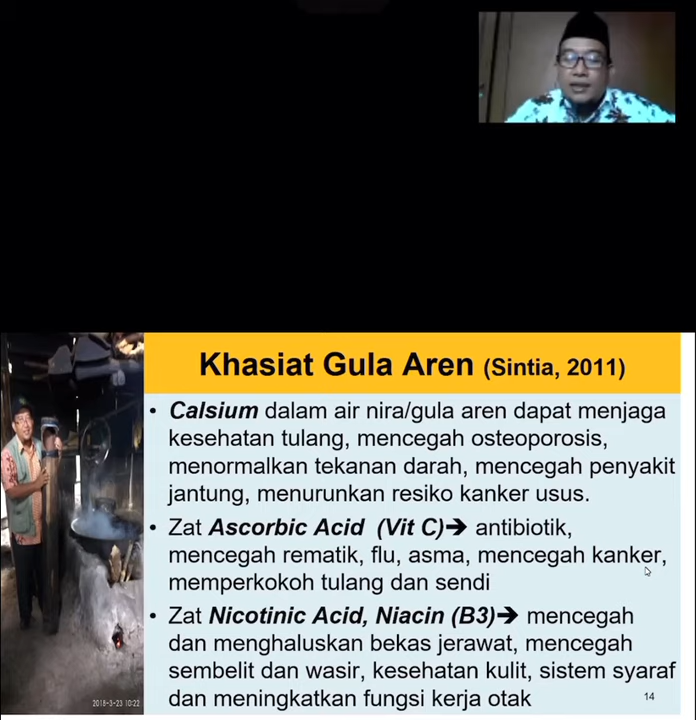 Khasiat Gula Aren (Sintia, 2011)
• Calsium dalam air nira/gula aren dapat menjaga
kesehatan tulang, mencegah osteoporosis,
menormalkan tekanan darah, mencegah penyakit
jantung, menurunkan resiko kanker usus.
• Zat Ascorbic Acid (Vit C)➔ antibiotik,
mencegah rematik, flu, asma, mencegah kanker,
memperkokoh tulang dan sendi
• Zat Nicotinic Acid, Niacin (B3)➔ mencegah
dan menghaluskan bekas jerawat, mencegah
sembelit dan wasir, kesehatan kulit, sistem syaraf
dan meningkatkan fungsi kerja otak
14
2018-3-23 10:22